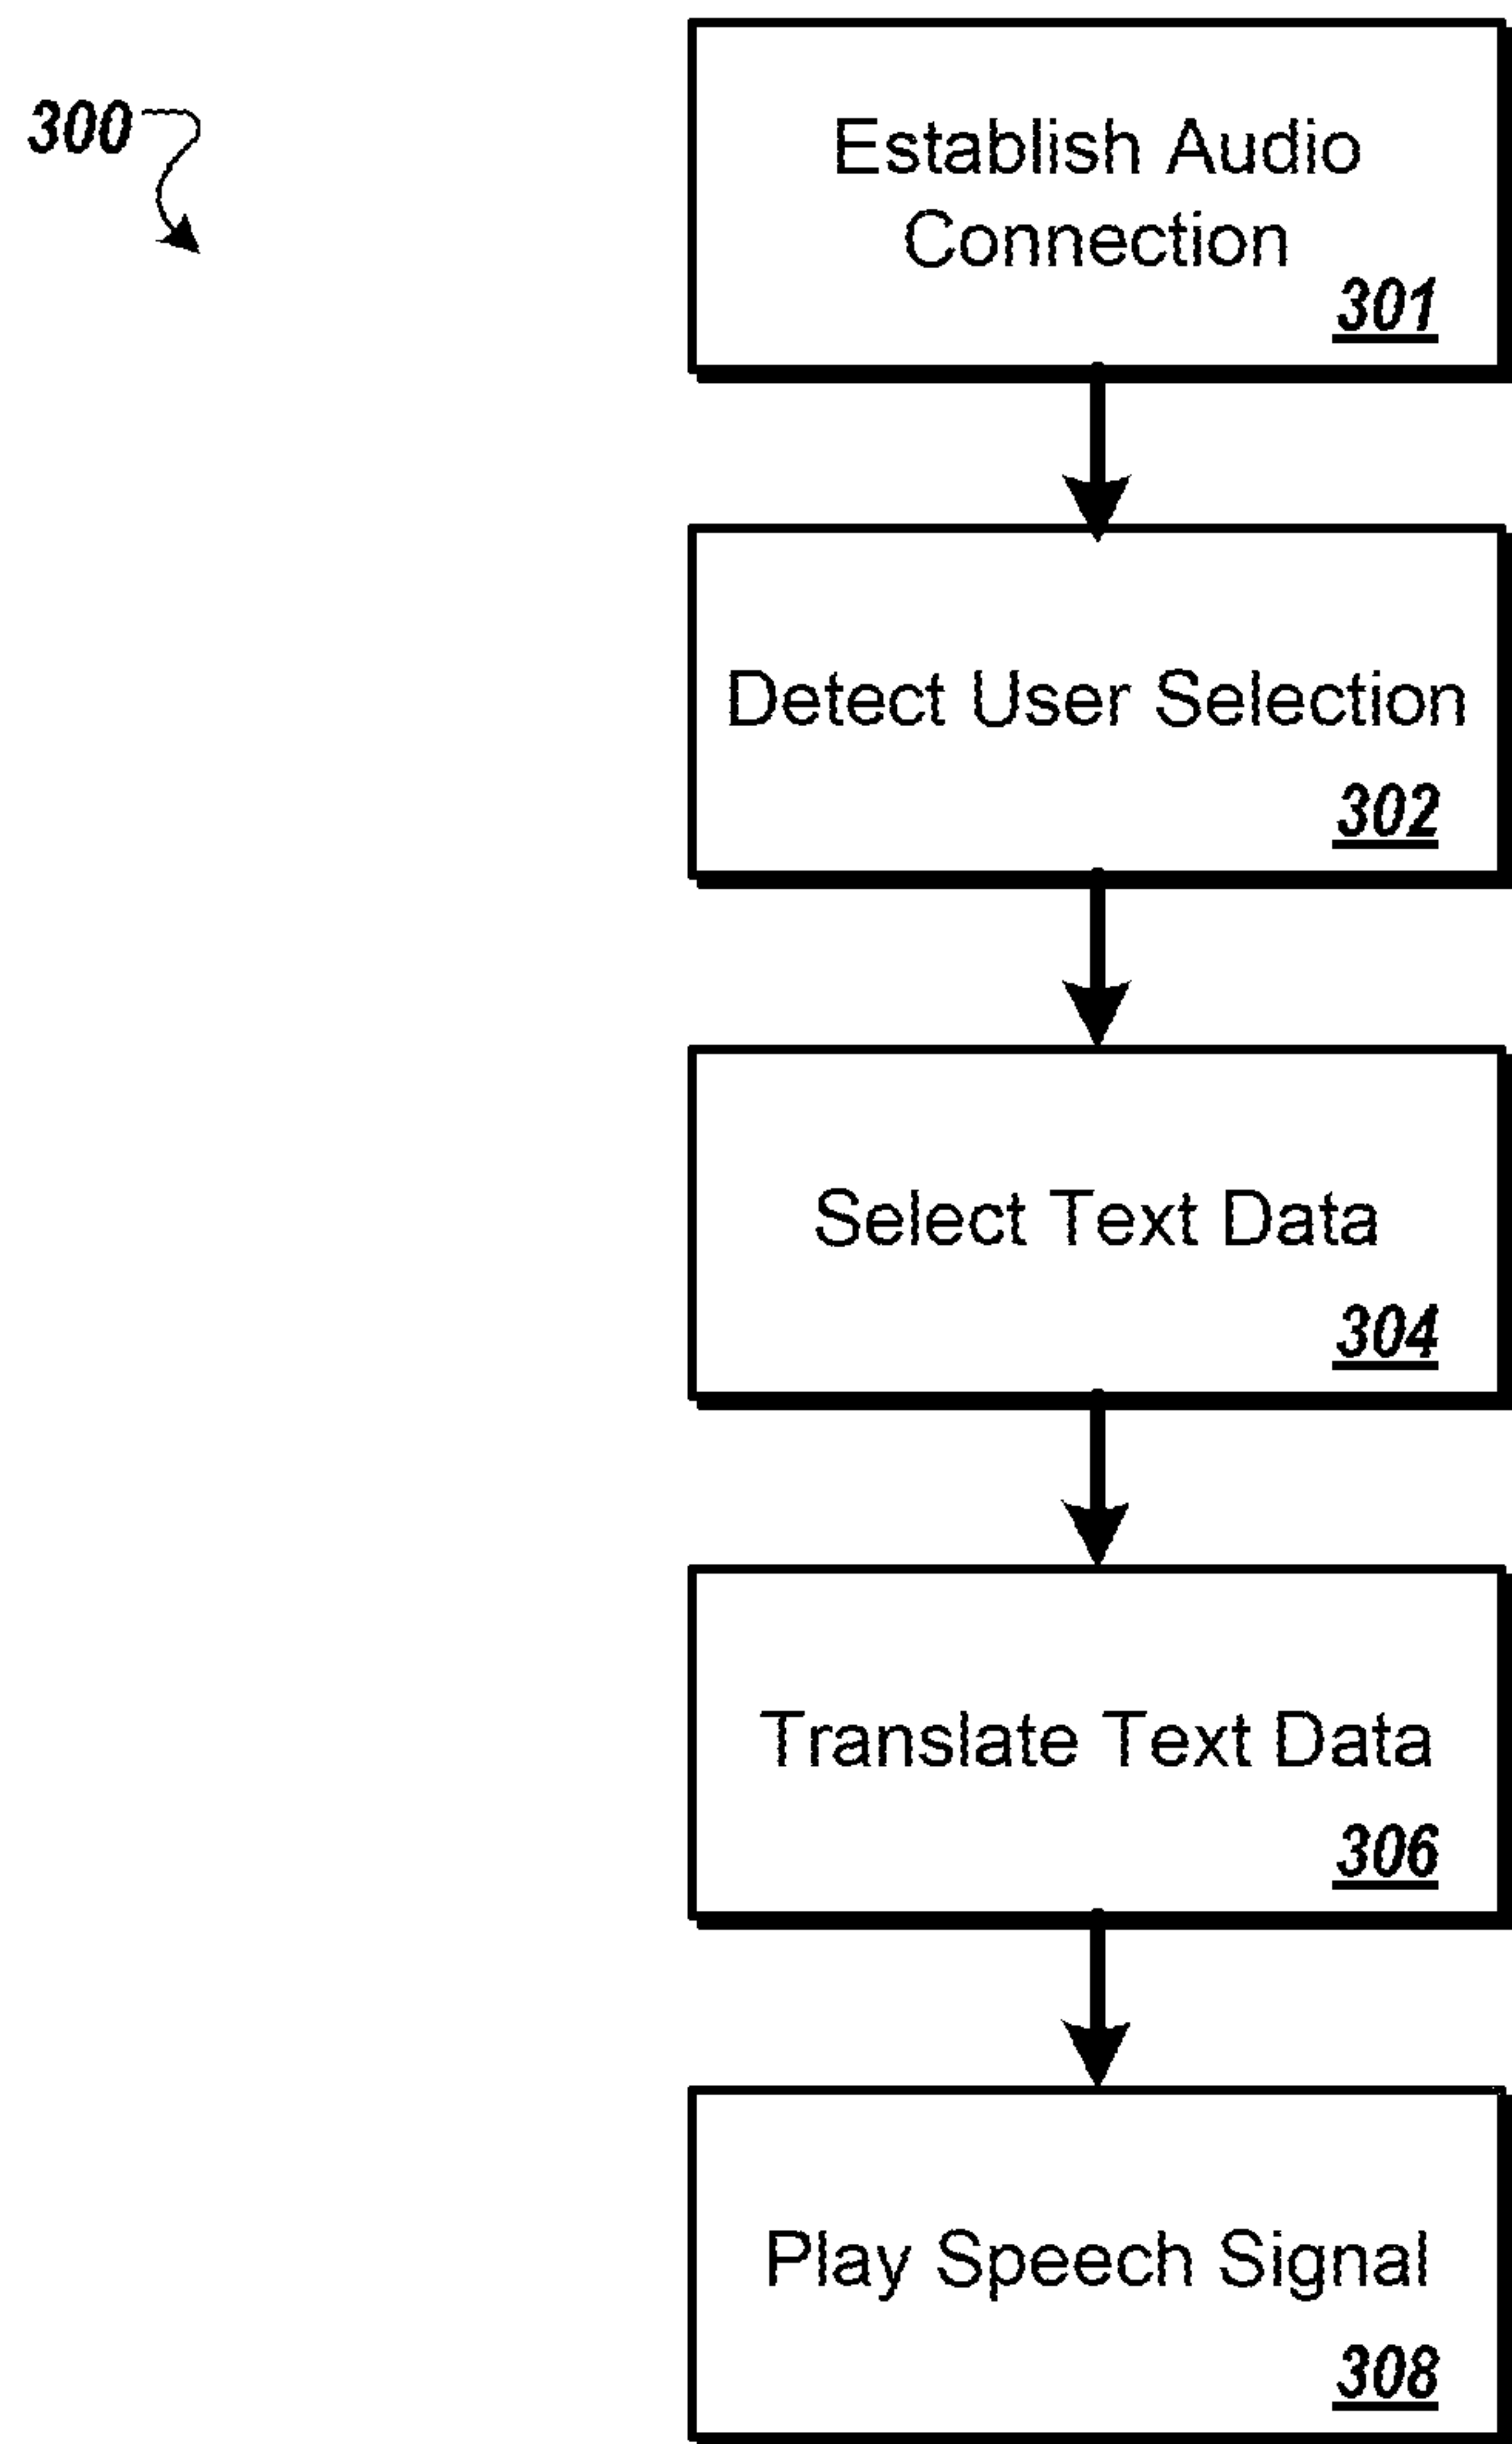 300
Establish Audio
Connection
301
Detect User Selection
302
Select Text Data
304
Translate Text Data
306
Play Speech Signal
308